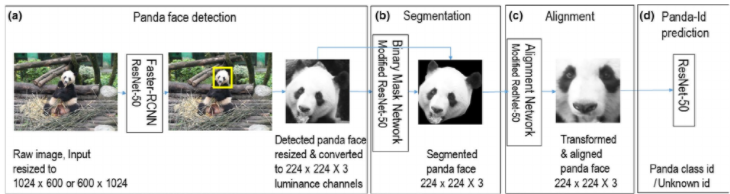 (a)
Panda face detection
Faster-RCNN
ResNet-50
Raw image, Input
resized to
1024 x 600 or 600 x 1024
Detected panda face
resized & converted
to 224 x 224 X 3
luminance channels
(b)
Segmentation
Binary Mask Network
Modified ResNet-50
Segmented
panda face
224 x 224 X 3
(c)
Alignment
Alignment Network
Modified RedNet-50
Transformed
& aligned
panda face
224 x 224 X 3
(d)
Panda-Id
prediction
ResNet-50
Panda class id
/Unknown id